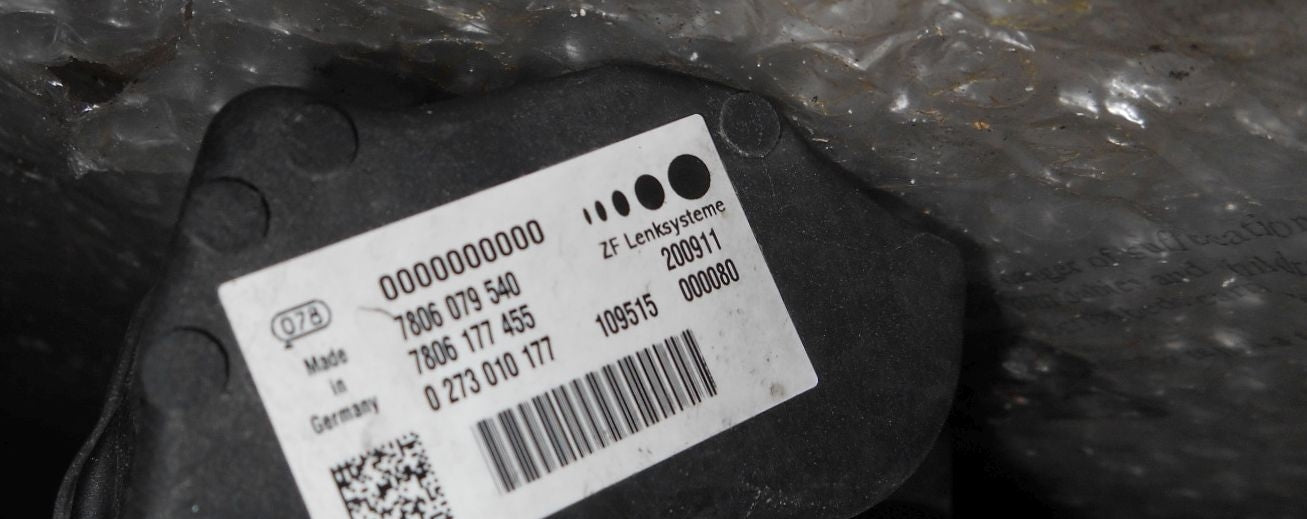 0000000000
ZF Lenksysteme
078
7806 079 540
200911
Made
in
Germany
7806 177 455
109515 000080
0 273 010 177